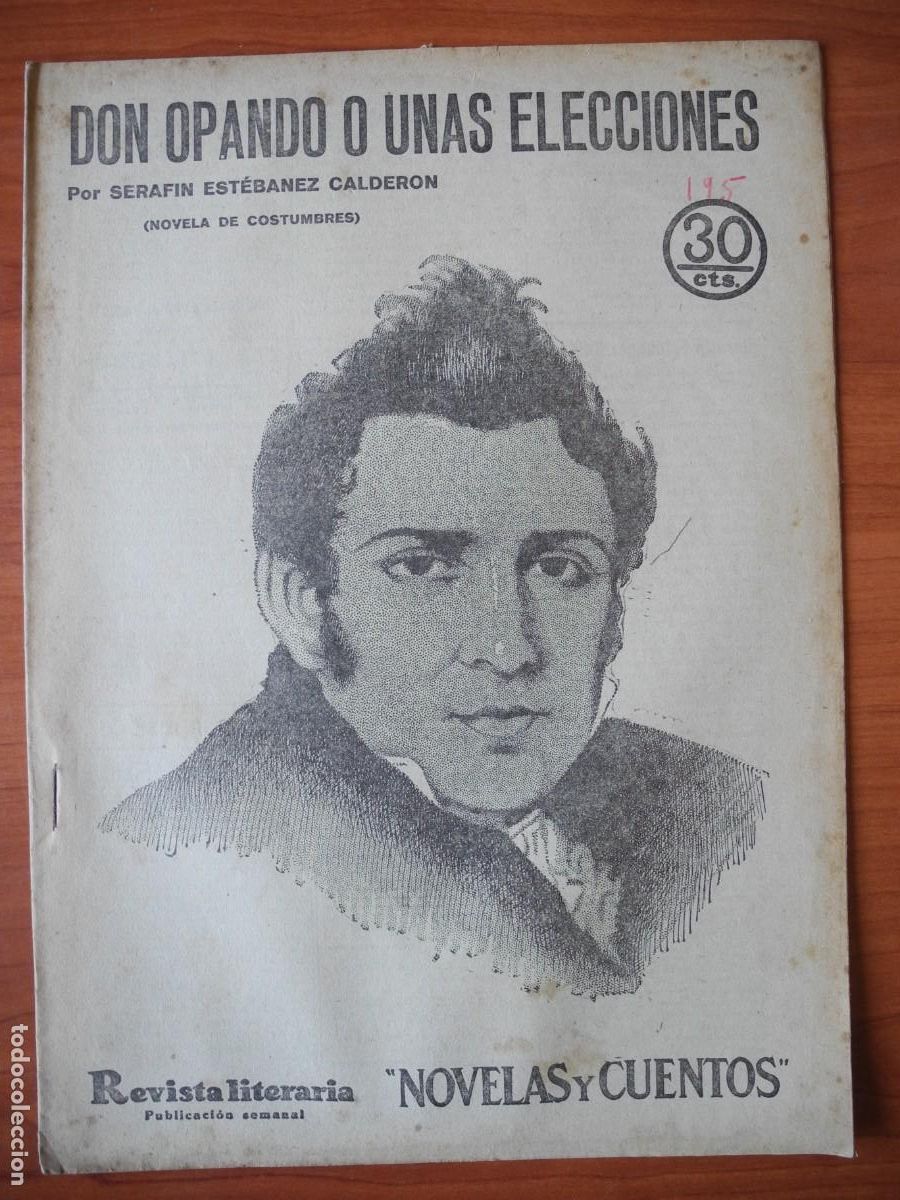 DON OPANDO O UNAS ELECCIONES
Por SERAFIN ESTÉBANEZ CALDERON
(NOVELA DE COSTUMBRES)
195
30
cts.
Revista literaria
Publicación semanal
"NOVELAS Y CUENTOS"
todocoleccion.net